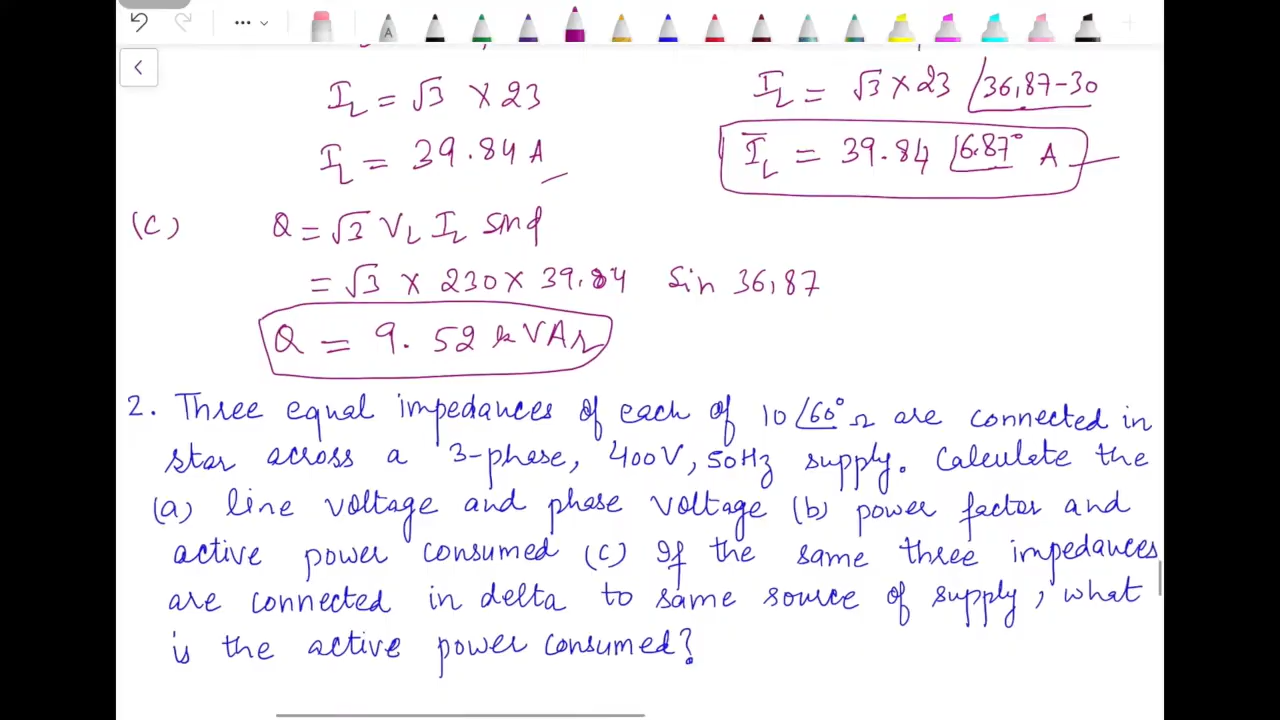 I_L = √3 × 23
I_L = √3 × 23 ∠36.87-30
I_L = 39.84 A
I̅_L = 39.84 ∠6.87° A
(C) Q = √3 V_L I_L Sinφ
= √3 × 230 × 39.84 Sin 36.87
Q = 9.52 kVAr
2. Three equal impedances of each of 10 ∠60° Ω are connected in
star across a 3-phase, 400V, 50Hz supply. Calculate the
(a) line voltage and phase voltage (b) power factor and
active power consumed (C) If the same three impedances
are connected in delta to same source of supply, what
is the active power consumed?